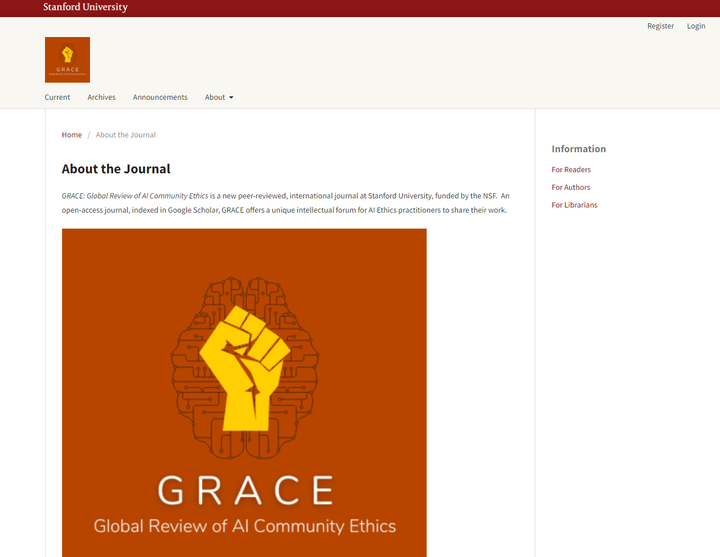 Stanford University
Register Login
GRACE
Current Archives Announcements About
Home / About the Journal
About the Journal
GRACE: Global Review of AI Community Ethics is a new peer-reviewed, international journal at Stanford University, funded by the NSF. An
open-access journal, indexed in Google Scholar, GRACE offers a unique intellectual forum for AI Ethics practitioners to share their work.
GRACE
Global Review of AI Community Ethics
Information
For Readers
For Authors
For Librarians